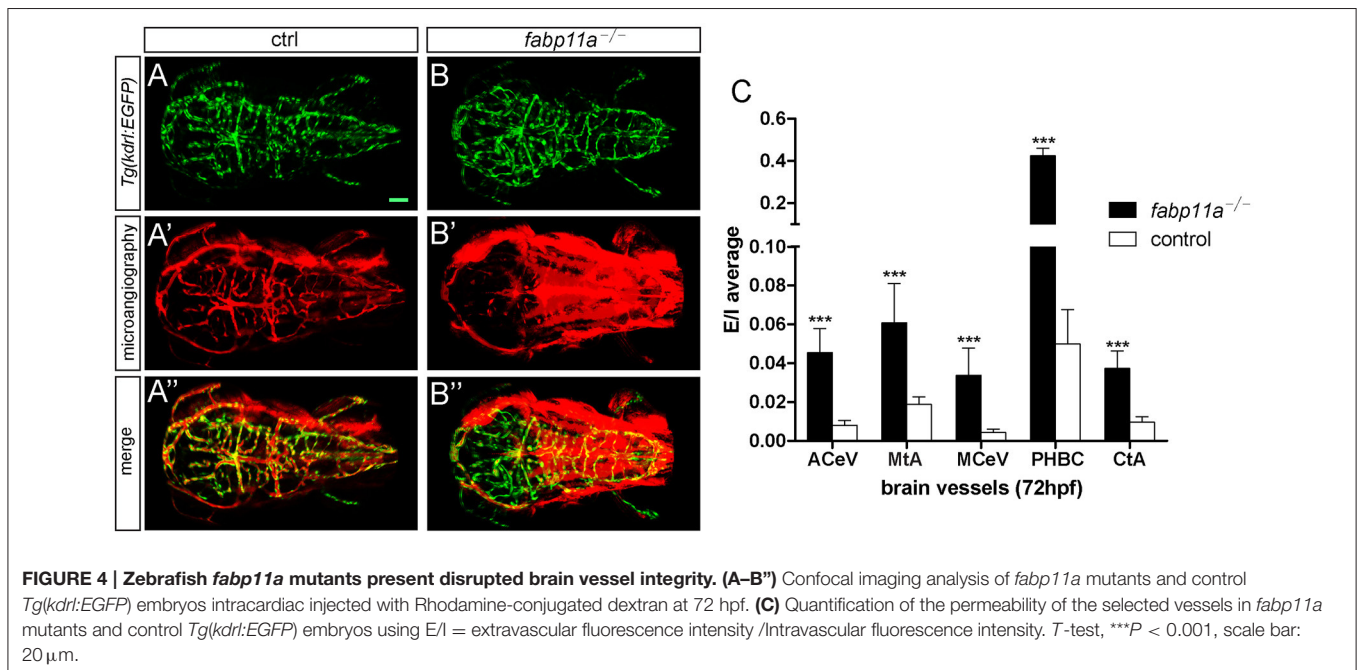 ctrl
fabp11a−/−
Tg(kdrl:EGFP)
A
B
microangiography
A'
B'
merge
A''
B''
C
E/I average
0.6
0.4
0.2
0.10
0.08
0.06
0.04
0.02
0.00
***
***
***
***
***
ACeV MtA MCeV PHBC CtA
brain vessels (72hpf)
fabp11a−/−
control
FIGURE 4 | Zebrafish fabp11a mutants present disrupted brain vessel integrity. (A–B”) Confocal imaging analysis of fabp11a mutants and control
Tg(kdrl:EGFP) embryos intracardiac injected with Rhodamine-conjugated dextran at 72 hpf. (C) Quantification of the permeability of the selected vessels in fabp11a
mutants and control Tg(kdrl:EGFP) embryos using E/I = extravascular fluorescence intensity /Intravascular fluorescence intensity. T-test, ***P < 0.001, scale bar:
20 μm.